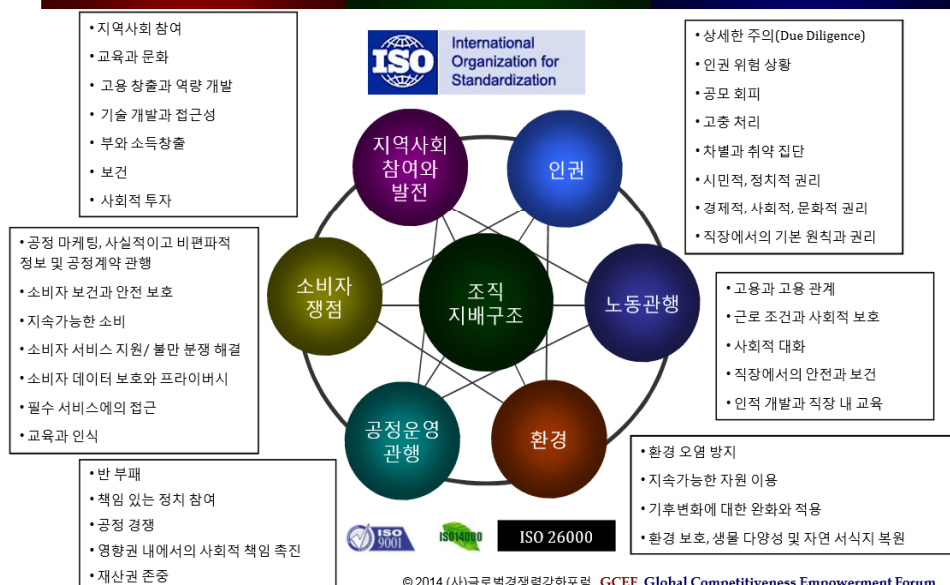 • 지역사회 참여
• 교육과 문화
• 고용 창출과 역량 개발
• 기술 개발과 접근성
• 부와 소득창출
• 보건
• 사회적 투자
ISO
International
Organization for
Standardization
• 상세한 주의(Due Diligence)
• 인권 위험 상황
• 공모 회피
• 고충 처리
• 차별과 취약 집단
• 시민적, 정치적 권리
• 경제적, 사회적, 문화적 권리
• 직장에서의 기본 원칙과 권리
지역사회
참여와
발전
인권
• 공정 마케팅, 사실적이고 비편파적
정보 및 공정계약 관행
• 소비자 보건과 안전 보호
• 지속가능한 소비
• 소비자 서비스 지원/ 불만 분쟁 해결
• 소비자 데이터 보호와 프라이버시
• 필수 서비스에의 접근
• 교육과 인식
소비자
쟁점
조직
지배구조
노동관행
• 고용과 고용 관계
• 근로 조건과 사회적 보호
• 사회적 대화
• 직장에서의 안전과 보건
• 인적 개발과 직장 내 교육
공정운영
관행
환경
• 환경 오염 방지
• 지속가능한 자원 이용
• 기후변화에 대한 완화와 적용
• 환경 보호, 생물 다양성 및 자연 서식지 복원
• 반 부패
• 책임 있는 정치 참여
• 공정 경쟁
• 영향권 내에서의 사회적 책임 촉진
• 재산권 존중
ISO
9001
ISO14000
ISO 26000
© 2014 (사)글로벌경쟁력강화포럼 GCEF Global Competitiveness Empowerment Forum